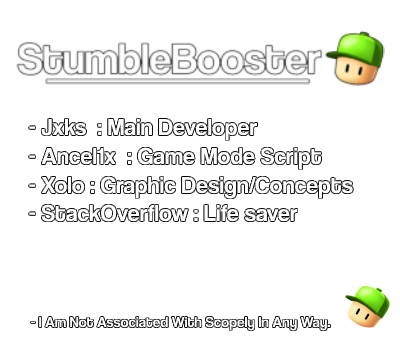 StumbleBooster
- Jxks : Main Developer
- Ancel1x : Game Mode Script
- Xolo : Graphic Design/Concepts
- StackOverflow : Life saver
- I Am Not Associated With Scopely In Any Way.